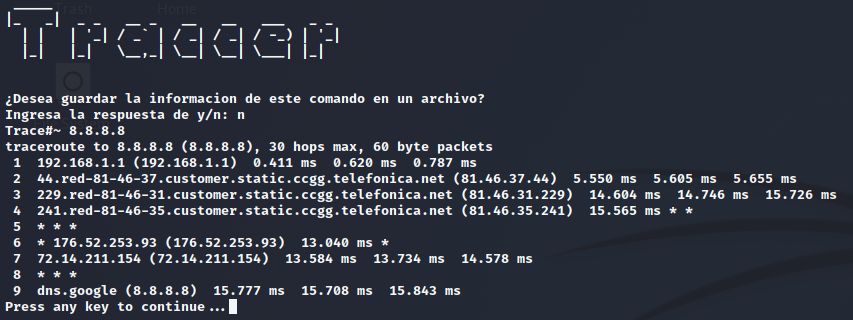 Trash Home
Tracer
¿Desea guardar la informacion de este comando en un archivo?
Ingresa la respuesta de y/n: n
Trace#~ 8.8.8.8
traceroute to 8.8.8.8 (8.8.8.8), 30 hops max, 60 byte packets
1 192.168.1.1 (192.168.1.1) 0.411 ms 0.620 ms 0.787 ms
2 44.red-81-46-37.customer.static.ccgg.telefonica.net (81.46.37.44) 5.550 ms 5.605 ms 5.655 ms
3 229.red-81-46-31.customer.static.ccgg.telefonica.net (81.46.31.229) 14.604 ms 14.746 ms 15.726 ms
4 241.red-81-46-35.customer.static.ccgg.telefonica.net (81.46.35.241) 15.565 ms * *
5 * * *
6 * 176.52.253.93 (176.52.253.93) 13.040 ms *
7 72.14.211.154 (72.14.211.154) 13.584 ms 13.734 ms 14.578 ms
8 * * *
9 dns.google (8.8.8.8) 15.777 ms 15.708 ms 15.843 ms
Press any key to continue...